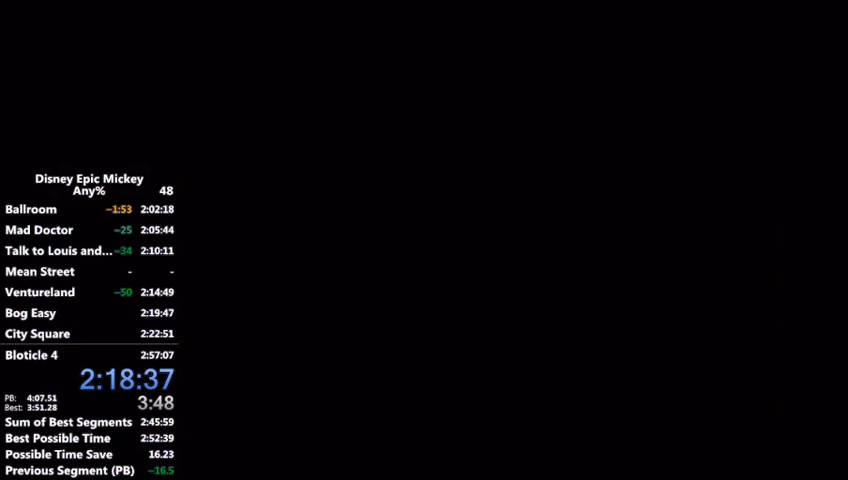 Disney Epic Mickey
Any% 48
Ballroom −1:53 2:02:18
Mad Doctor −25 2:05:44
Talk to Louis and... −34 2:10:11
Mean Street - -
Ventureland −50 2:14:49
Bog Easy 2:19:47
City Square 2:22:51
Bloticle 4 2:57:07
2:18:37
PB: 4:07.51
Best: 3:51.28
3:48
Sum of Best Segments 2:45:59
Best Possible Time 2:52:39
Possible Time Save 16.23
Previous Segment (PB) −16.5